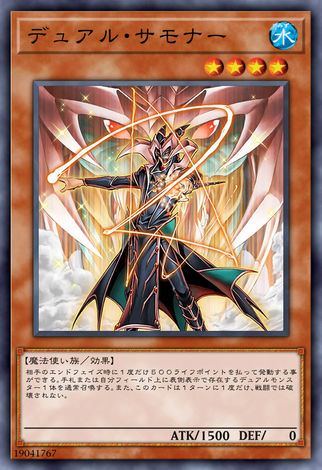 デュアル・サモナー
水
【魔法使い族／効果】
相手のエンドフェイズ時に１度だけ５００ライフポイントを払って発動する事
ができる。手札または自分フィールド上に表側表示で存在するデュアルモンス
ター１体を通常召喚する。また、このカードは１ターンに１度だけ、戦闘では破
壊されない。
ATK/1500 DEF/ 0
19041767